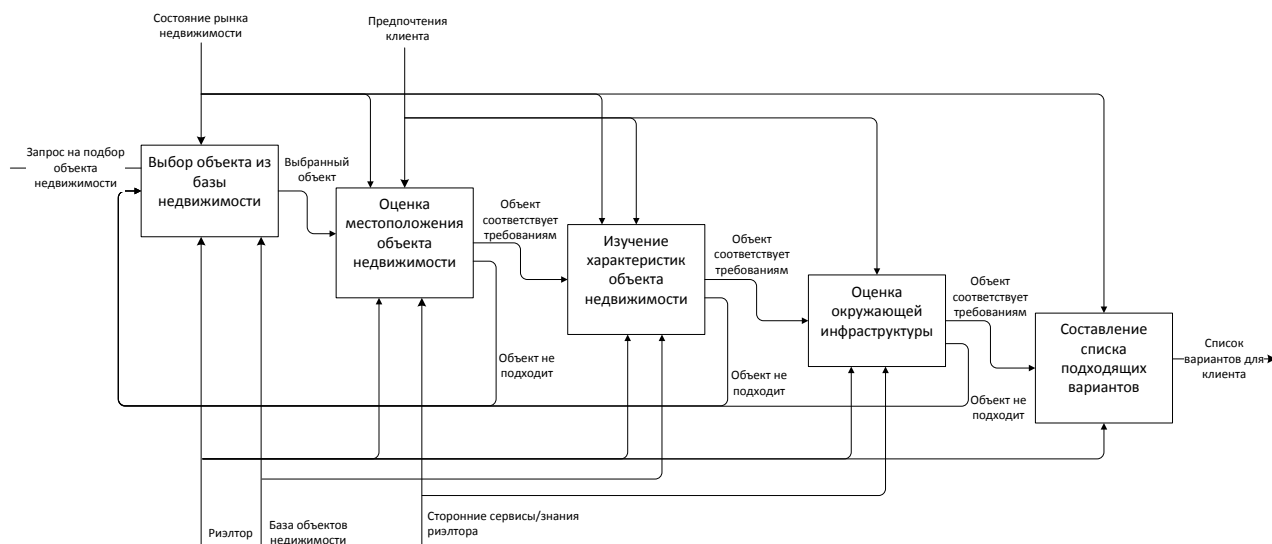 Состояние рынка
недвижимости
Предпочтения
клиента
Запрос на подбор
объекта
недвижимости
Выбор объекта из
базы
недвижимости
Выбранный
объект
Оценка
местоположения
объекта
недвижимости
Объект
соответствует
требованиям
Изучение
характеристик
объекта
недвижимости
Объект
соответствует
требованиям
Оценка
окружающей
инфраструктуры
Объект
соответствует
требованиям
Составление
списка
подходящих
вариантов
Список
вариантов для
клиента
Объект не
подходит
Объект не
подходит
Объект не
подходит
Риэлтор
База объектов
недижимости
Сторонние сервисы/знания
риэлтора